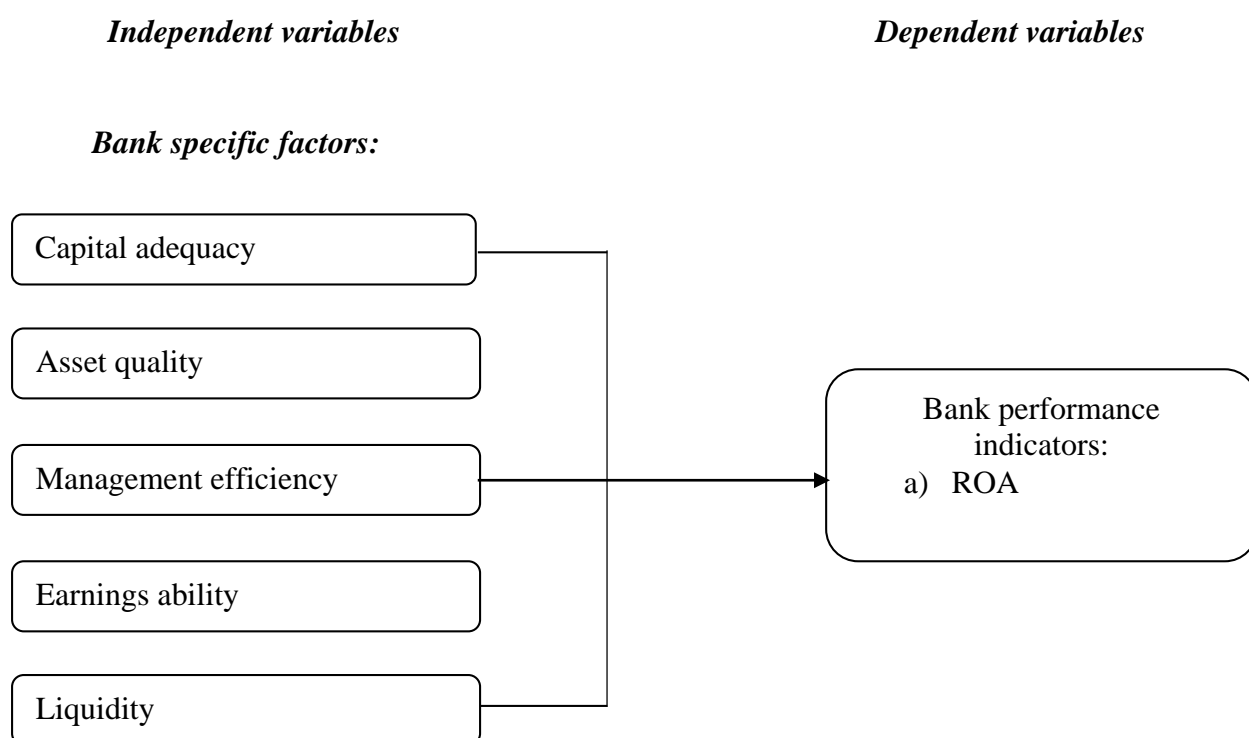 Independent variables
Dependent variables
Bank specific factors:
Capital adequacy
Asset quality
Management efficiency
Earnings ability
Liquidity
Bank performance
indicators:
a) ROA